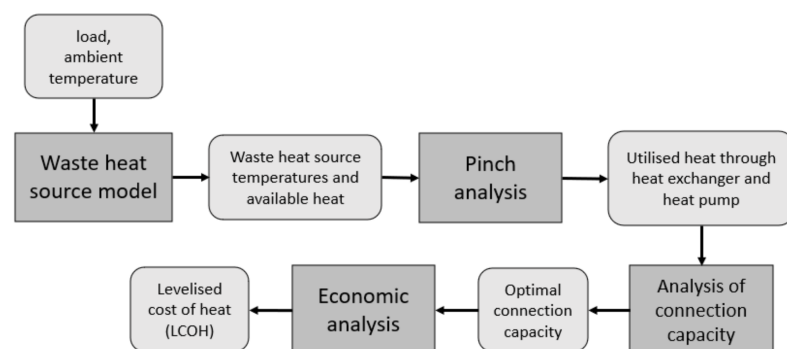 load,
ambient
temperature
Waste heat
source model
Waste heat source
temperatures and
available heat
Pinch
analysis
Utilised heat through
heat exchanger and
heat pump
Analysis of
connection
capacity
Optimal
connection
capacity
Economic
analysis
Levelised
cost of heat
(LCOH)